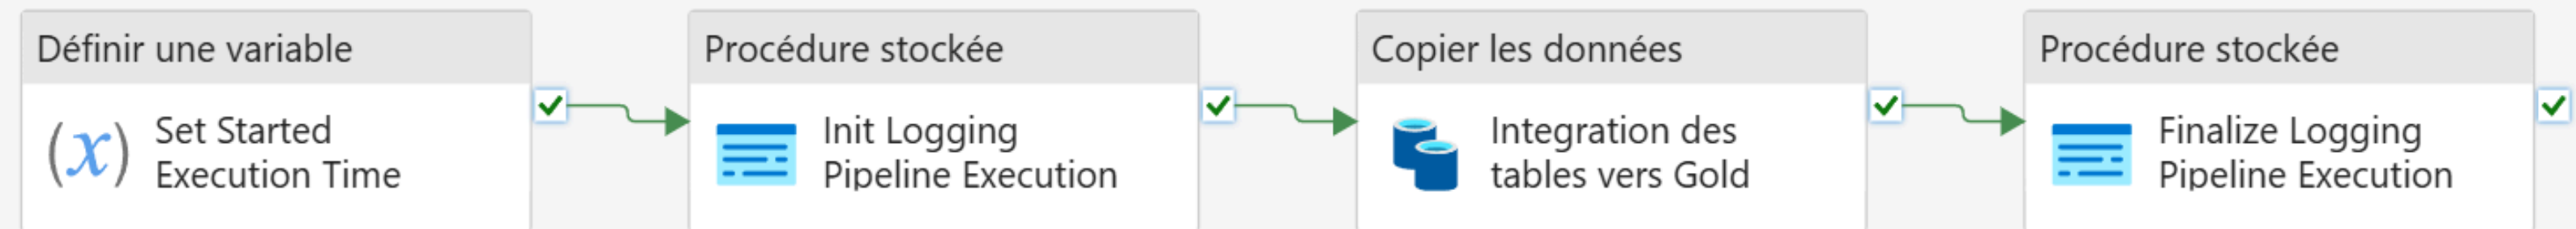 Définir une variable
(x)
Set Started
Execution Time
Procédure stockée
Init Logging
Pipeline Execution
Copier les données
Integration des
tables vers Gold
Procédure stockée
Finalize Logging
Pipeline Execution